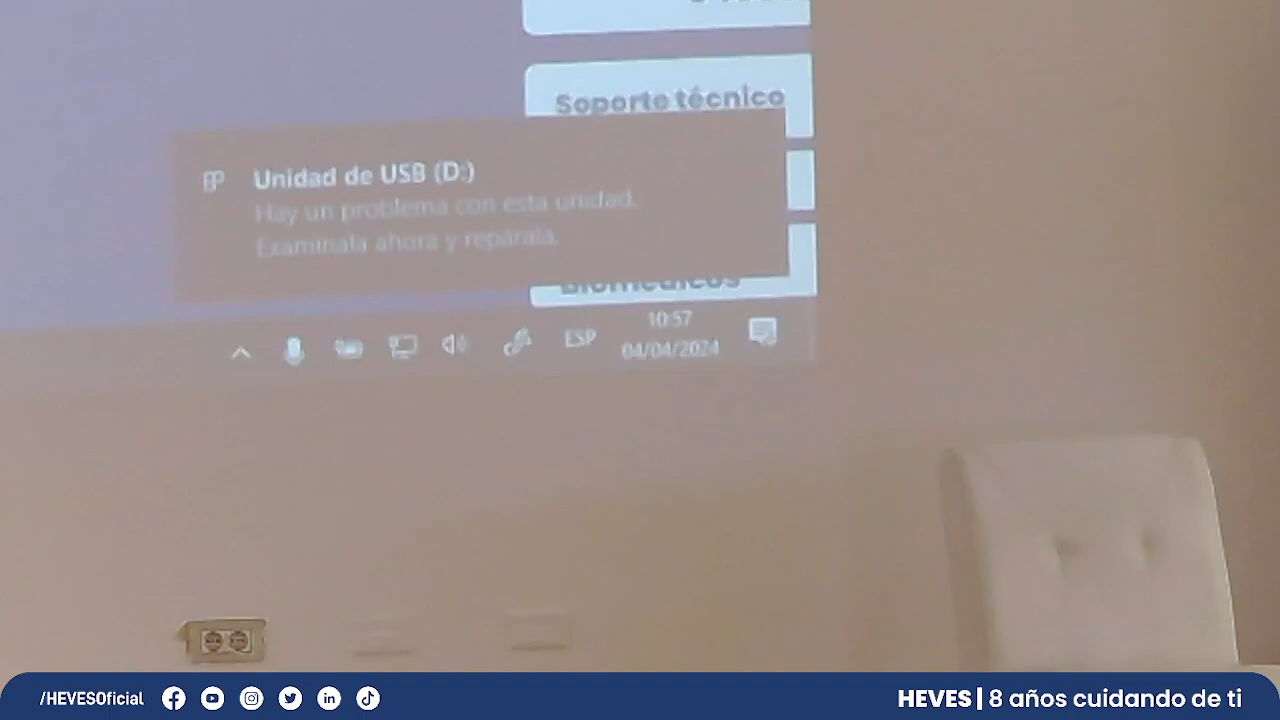 Soporte técnico
Unidad de USB (D:)
Hay un problema con esta unidad.
Examínala ahora y repárala.
Biomédicos
ESP
10:57
04/04/2024
/HEVESOficial
HEVES | 8 años cuidando de ti